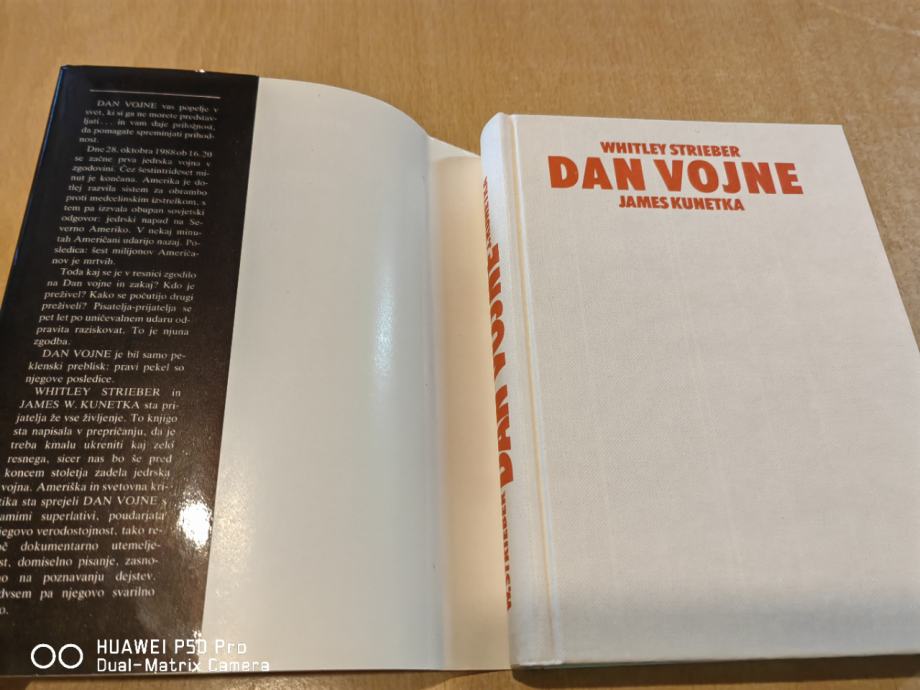 DAN VOJNE vas popelje v
svet, ki si ga ne morete predstav-
ljati... in vam daje priložnost,
da pomagate spreminjati prihod-
nost.
Dne 28. oktobra 1988 ob 16.20
se začne prva jedrska vojna v
zgodovini. Čez šestintrideset mi-
nut je končana. Amerika je do-
tlej razvila sistem za obrambo
proti medcelinskim izstrelkom, s
tem pa izzvala obupan sovjetski
odgovor: jedrski napad na Se-
verno Ameriko. V nekaj minu-
tah Američani udarijo nazaj. Po-
sledica: šest milijonov Američa-
nov je mrtvih.
Toda kaj se je v resnici zgodilo
na Dan vojne in zakaj? Kdo je
preživel? Kako se počutijo drugi
preživeli? Pisatelja-prijatelja se
pet let po uničevalnem udaru od-
pravita raziskovat. To je njuna
zgodba.
DAN VOJNE je bil samo pe-
klenski preblisk: pravi pekel so
njegove posledice.
WHITLEY STRIEBER in
JAMES W. KUNETKA sta pri-
jatelja že vse življenje. To knjigo
sta napisala v prepričanju, da je
treba kmalu ukreniti kaj zelo
resnega, sicer nas bo še pred
koncem stoletja zadela jedrska
vojna. Ameriška in svetovna kri-
tika sta sprejeli DAN VOJNE s
samimi superlativi, poudarjata
njegovo verodostojnost, tako re-
č dokumentarno utemelje-
st, domiselno pisanje, zasno-
o na poznavanju dejstev,
dvsem pa njegovo svarilno
o.
W. STRIEBER DAN VOJNE J. KUNETKA
WHITLEY STRIEBER
DAN VOJNE
JAMES KUNETKA
HUAWEI P50 Pro
Dual-Matrix Camera